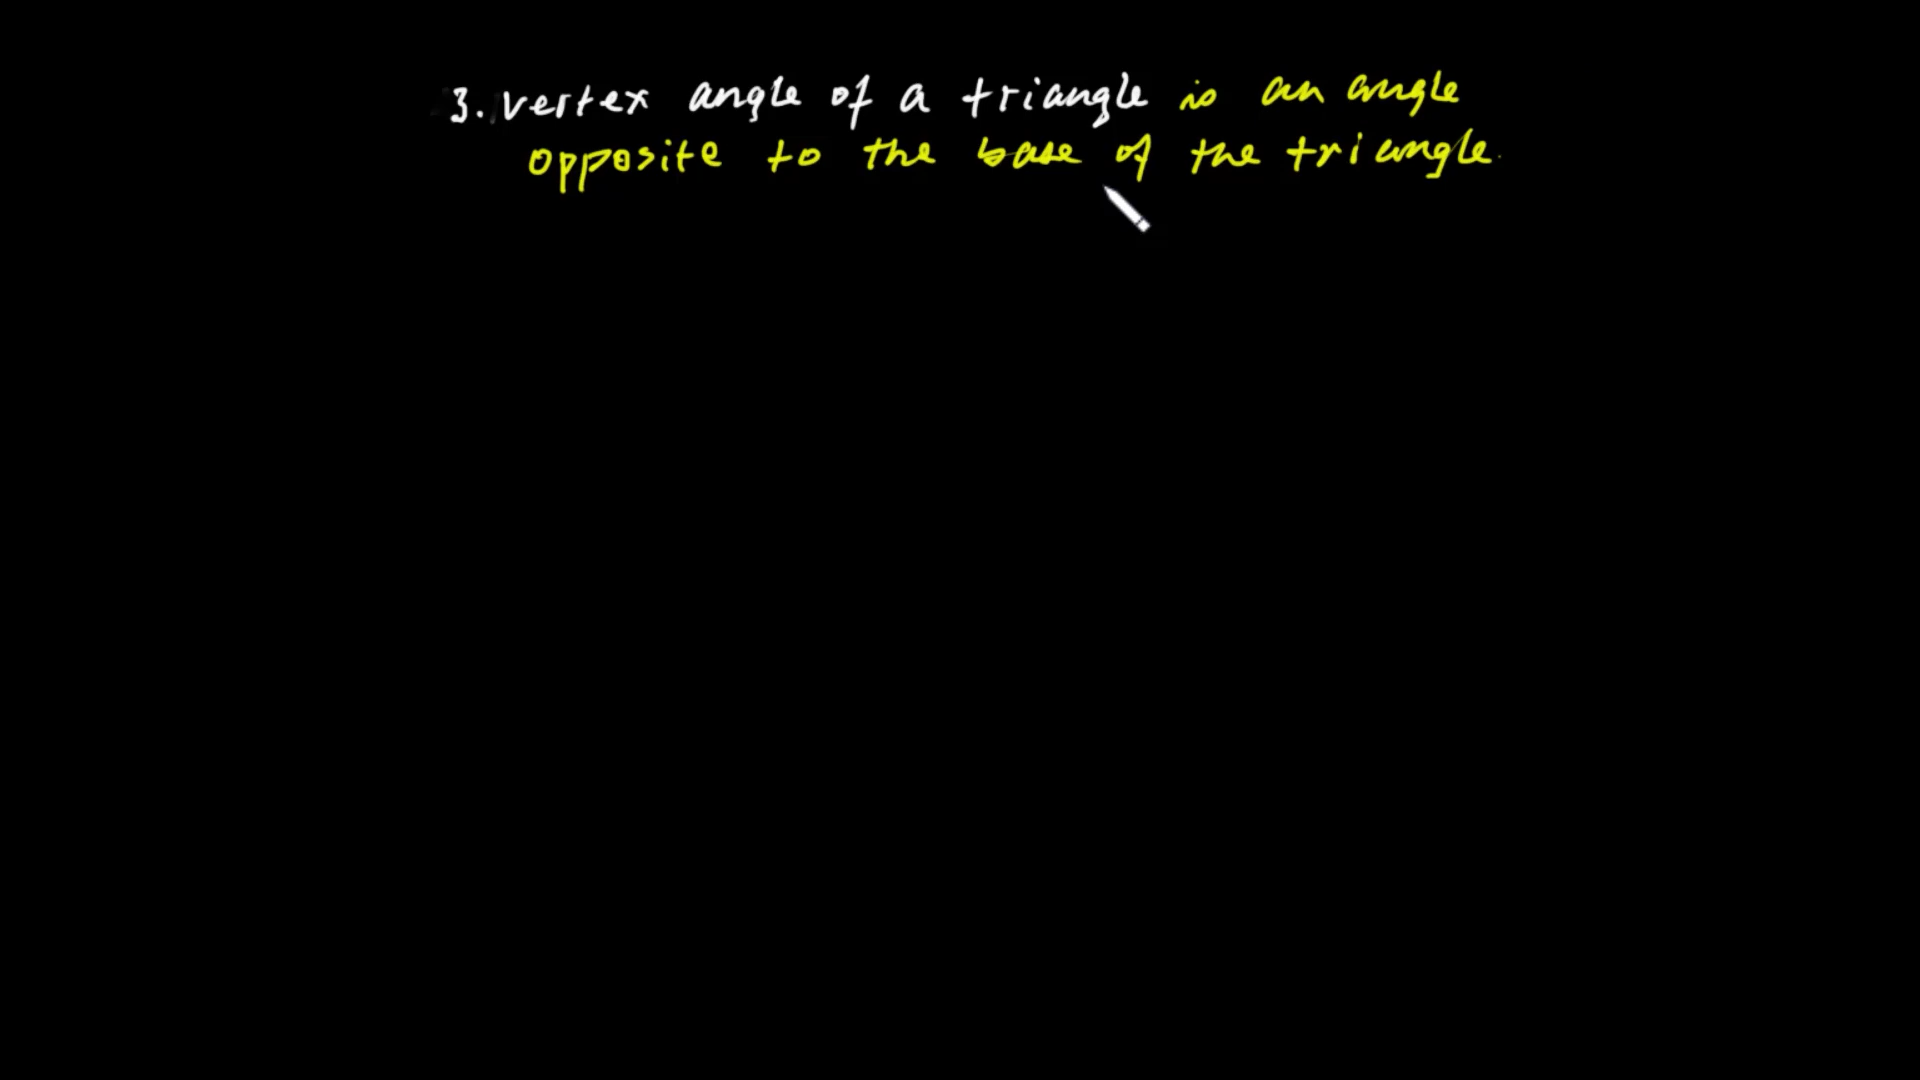 3. vertex angle of a triangle is an angle
opposite to the base of the triangle.